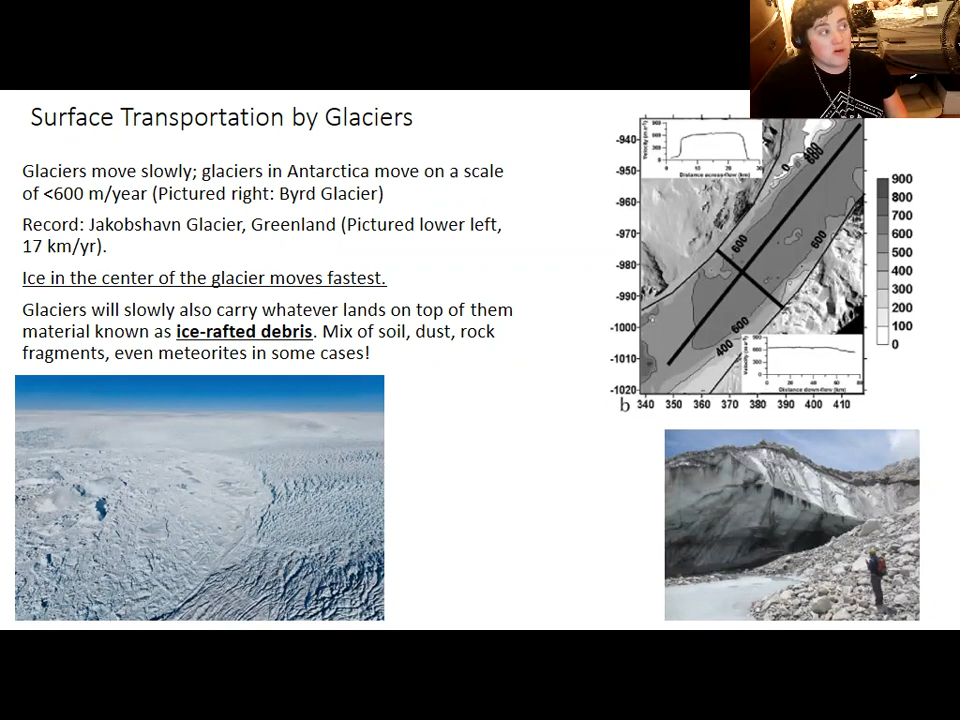 Surface Transportation by Glaciers
Glaciers move slowly; glaciers in Antarctica move on a scale
of <600 m/year (Pictured right: Byrd Glacier)
Record: Jakobshavn Glacier, Greenland (Pictured lower left,
17 km/yr).
Ice in the center of the glacier moves fastest.
Glaciers will slowly also carry whatever lands on top of them
material known as ice-rafted debris. Mix of soil, dust, rock
fragments, even meteorites in some cases!
-940
-950
-960
-970
-980
-990
-1000
-1010
-1020
b
340 350 360 370 380 390 400 410
Distance across-flow (km)
0
600
600
600
400
Distance down-flow (km)
900
800
700
600
500
400
300
200
100
0